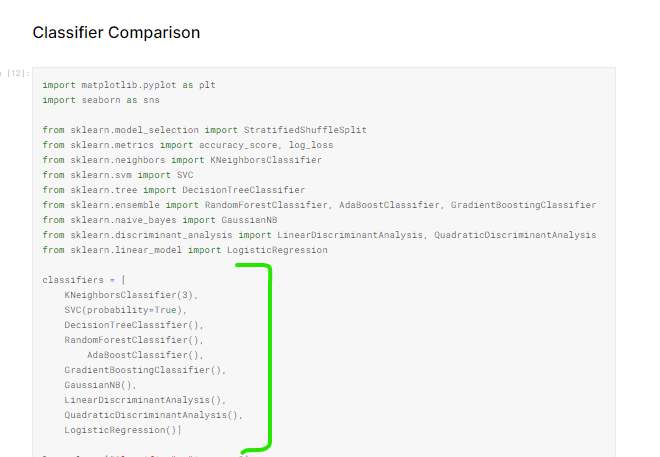 Classifier Comparison
[12]:
import matplotlib.pyplot as plt
import seaborn as sns
from sklearn.model_selection import StratifiedShuffleSplit
from sklearn.metrics import accuracy_score, log_loss
from sklearn.neighbors import KNeighborsClassifier
from sklearn.svm import SVC
from sklearn.tree import DecisionTreeClassifier
from sklearn.ensemble import RandomForestClassifier, AdaBoostClassifier, GradientBoostingClassifier
from sklearn.naive_bayes import GaussianNB
from sklearn.discriminant_analysis import LinearDiscriminantAnalysis, QuadraticDiscriminantAnalysis
from sklearn.linear_model import LogisticRegression
classifiers = [
    KNeighborsClassifier(3),
    SVC(probability=True),
    DecisionTreeClassifier(),
    RandomForestClassifier(),
        AdaBoostClassifier(),
    GradientBoostingClassifier(),
    GaussianNB(),
    LinearDiscriminantAnalysis(),
    QuadraticDiscriminantAnalysis(),
    LogisticRegression()]